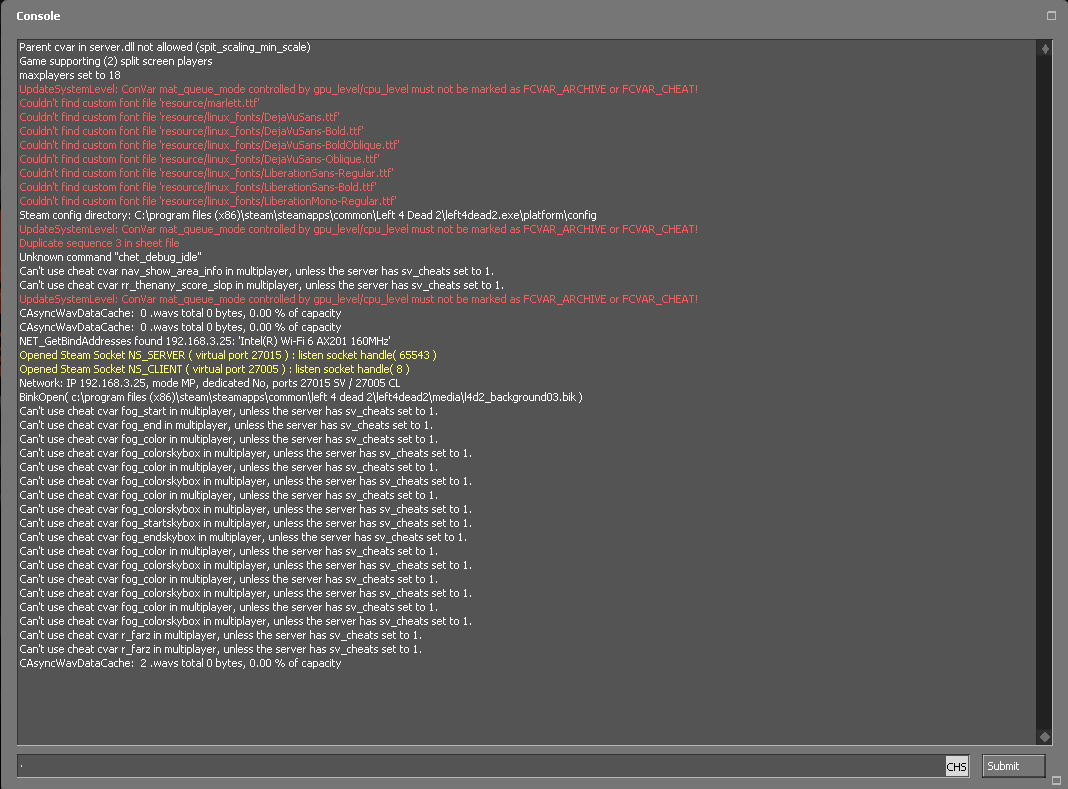 Console
Parent cvar in server.dll not allowed (spit_scaling_min_scale)
Game supporting (2) split screen players
maxplayers set to 18
UpdateSystemLevel: ConVar mat_queue_mode controlled by gpu_level/cpu_level must not be marked as FCVAR_ARCHIVE or FCVAR_CHEAT!
Couldn't find custom font file 'resource/marlett.ttf'
Couldn't find custom font file 'resource/linux_fonts/DejaVuSans.ttf'
Couldn't find custom font file 'resource/linux_fonts/DejaVuSans-Bold.ttf'
Couldn't find custom font file 'resource/linux_fonts/DejaVuSans-BoldOblique.ttf'
Couldn't find custom font file 'resource/linux_fonts/DejaVuSans-Oblique.ttf'
Couldn't find custom font file 'resource/linux_fonts/LiberationSans-Regular.ttf'
Couldn't find custom font file 'resource/linux_fonts/LiberationSans-Bold.ttf'
Couldn't find custom font file 'resource/linux_fonts/LiberationMono-Regular.ttf'
Steam config directory: C:\program files (x86)\steam\steamapps\common\Left 4 Dead 2\left4dead2.exe\platform\config
UpdateSystemLevel: ConVar mat_queue_mode controlled by gpu_level/cpu_level must not be marked as FCVAR_ARCHIVE or FCVAR_CHEAT!
Duplicate sequence 3 in sheet file
Unknown command "chet_debug_idle"
Can't use cheat cvar nav_show_area_info in multiplayer, unless the server has sv_cheats set to 1.
Can't use cheat cvar rr_thenany_score_slop in multiplayer, unless the server has sv_cheats set to 1.
UpdateSystemLevel: ConVar mat_queue_mode controlled by gpu_level/cpu_level must not be marked as FCVAR_ARCHIVE or FCVAR_CHEAT!
CAsyncWavDataCache:  0 .wavs total 0 bytes, 0.00 % of capacity
CAsyncWavDataCache:  0 .wavs total 0 bytes, 0.00 % of capacity
NET_GetBindAddresses found 192.168.3.25: 'Intel(R) Wi-Fi 6 AX201 160MHz'
Opened Steam Socket NS_SERVER ( virtual port 27015 ) : listen socket handle( 65543 )
Opened Steam Socket NS_CLIENT ( virtual port 27005 ) : listen socket handle( 8 )
Network: IP 192.168.3.25, mode MP, dedicated No, ports 27015 SV / 27005 CL
BinkOpen( c:\program files (x86)\steam\steamapps\common\left 4 dead 2\left4dead2\media\l4d2_background03.bik )
Can't use cheat cvar fog_start in multiplayer, unless the server has sv_cheats set to 1.
Can't use cheat cvar fog_end in multiplayer, unless the server has sv_cheats set to 1.
Can't use cheat cvar fog_color in multiplayer, unless the server has sv_cheats set to 1.
Can't use cheat cvar fog_colorskybox in multiplayer, unless the server has sv_cheats set to 1.
Can't use cheat cvar fog_color in multiplayer, unless the server has sv_cheats set to 1.
Can't use cheat cvar fog_colorskybox in multiplayer, unless the server has sv_cheats set to 1.
Can't use cheat cvar fog_color in multiplayer, unless the server has sv_cheats set to 1.
Can't use cheat cvar fog_colorskybox in multiplayer, unless the server has sv_cheats set to 1.
Can't use cheat cvar fog_startskybox in multiplayer, unless the server has sv_cheats set to 1.
Can't use cheat cvar fog_endskybox in multiplayer, unless the server has sv_cheats set to 1.
Can't use cheat cvar fog_color in multiplayer, unless the server has sv_cheats set to 1.
Can't use cheat cvar fog_colorskybox in multiplayer, unless the server has sv_cheats set to 1.
Can't use cheat cvar fog_color in multiplayer, unless the server has sv_cheats set to 1.
Can't use cheat cvar fog_colorskybox in multiplayer, unless the server has sv_cheats set to 1.
Can't use cheat cvar fog_color in multiplayer, unless the server has sv_cheats set to 1.
Can't use cheat cvar fog_colorskybox in multiplayer, unless the server has sv_cheats set to 1.
Can't use cheat cvar r_farz in multiplayer, unless the server has sv_cheats set to 1.
Can't use cheat cvar r_farz in multiplayer, unless the server has sv_cheats set to 1.
CAsyncWavDataCache:  2 .wavs total 0 bytes, 0.00 % of capacity
CHS
Submit